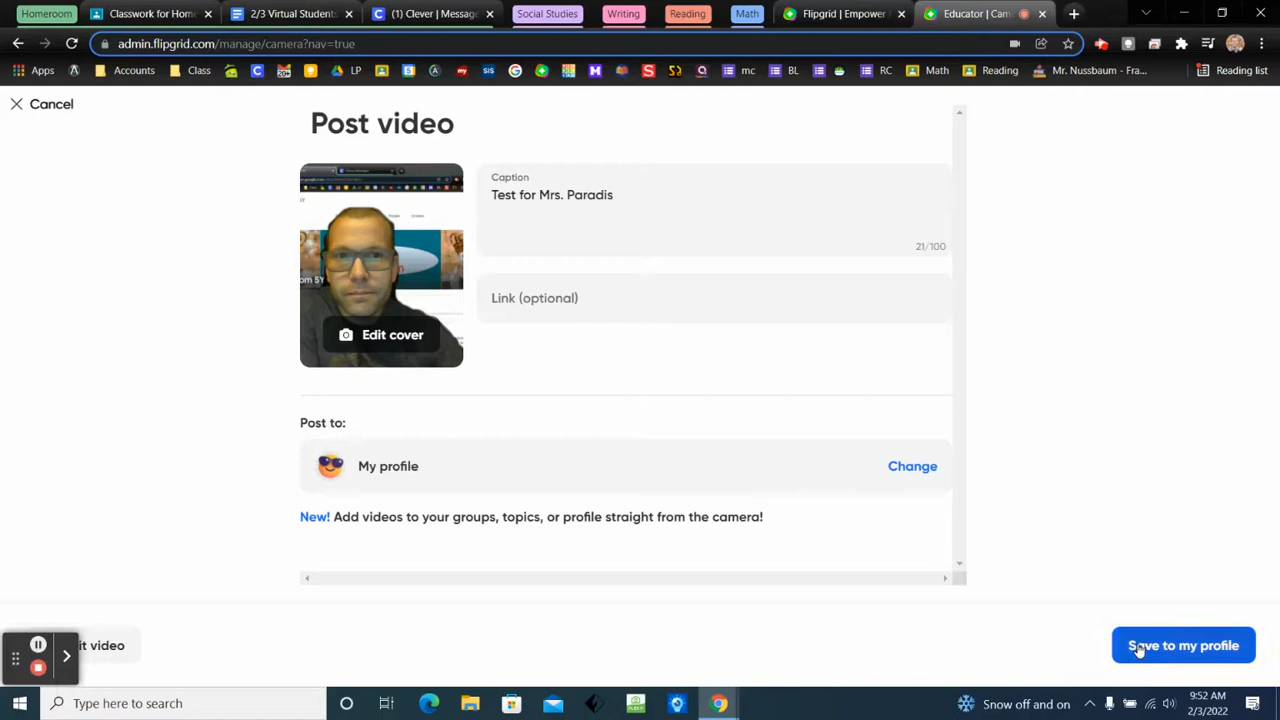 Homeroom
Classwork for Hom
2/3 Virtual Student
(1) Clever | Messag
Social Studies
Writing
Reading
Math
Flipgrid | Empower
Educator | Cam
admin.flipgrid.com/manage/camera?nav=true
Apps
Accounts
Class
LP
SIS
mc
BL
RC
Math
Reading
Mr. Nussbaum - Fra...
Reading list
Cancel
Post video
Caption
Test for Mrs. Paradis
21/100
Link (optional)
Edit cover
Post to:
My profile
Change
New! Add videos to your groups, topics, or profile straight from the camera!
it video
Save to my profile
Type here to search
Snow off and on
9:52 AM
2/3/2022